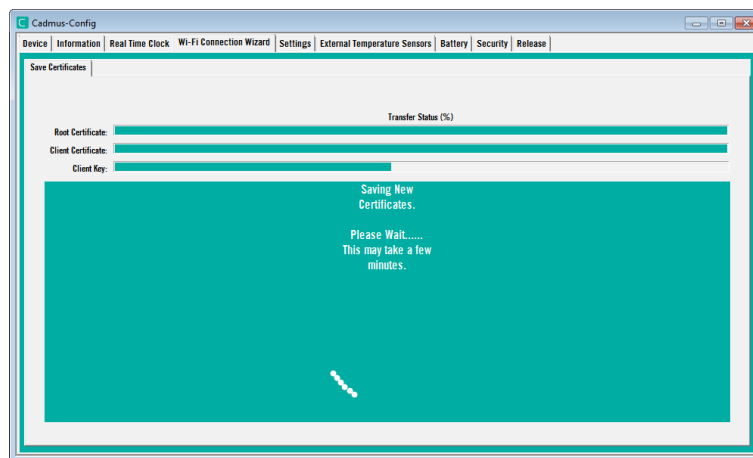 Cadmus-Config
Device Information Real Time Clock Wi-Fi Connection Wizard Settings External Temperature Sensors Battery Security Release
Save Certificates
Transfer Status (%)
Root Certificate:
Client Certificate:
Client Key:
Saving New
Certificates.
Please Wait......
This may take a few
minutes.